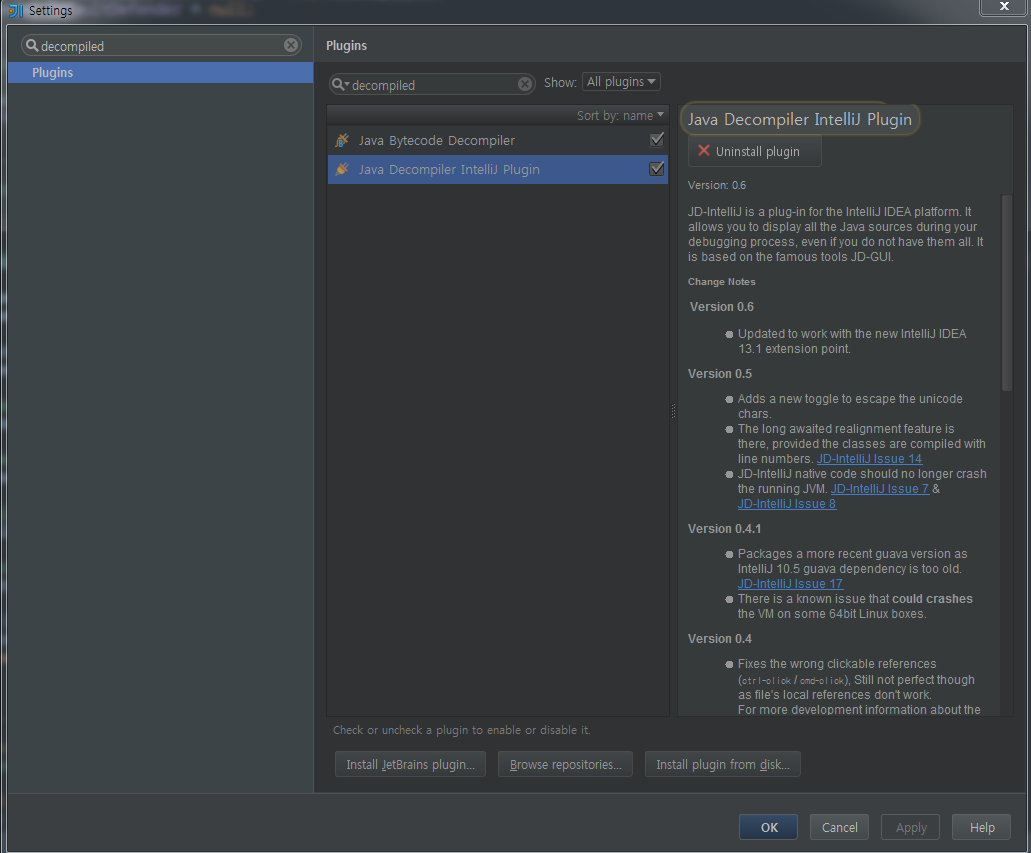 Settings
decompiled
Plugins
Plugins
decompiled
Show: All plugins
Sort by: name
Java Bytecode Decompiler
Java Decompiler IntelliJ Plugin
Java Decompiler IntelliJ Plugin
Uninstall plugin
Version: 0.6
JD-IntelliJ is a plug-in for the IntelliJ IDEA platform. It
allows you to display all the Java sources during your
debugging process, even if you do not have them all. It
is based on the famous tools JD-GUI.
Change Notes
Version 0.6
Updated to work with the new IntelliJ IDEA
13.1 extension point.
Version 0.5
Adds a new toggle to escape the unicode
chars.
The long awaited realignment feature is
there, provided the classes are compiled with
line numbers. JD-IntelliJ Issue 14
JD-IntelliJ native code should no longer crash
the running JVM. JD-IntelliJ Issue 7 &
JD-IntelliJ Issue 8
Version 0.4.1
Packages a more recent guava version as
IntelliJ 10.5 guava dependency is too old.
JD-IntelliJ Issue 17
There is a known issue that could crashes
the VM on some 64bit Linux boxes.
Version 0.4
Fixes the wrong clickable references
(ctrl-click / cmd-click), Still not perfect though
as file's local references don't work.
For more development information about the
Check or uncheck a plugin to enable or disable it.
Install JetBrains plugin...
Browse repositories...
Install plugin from disk...
OK
Cancel
Apply
Help